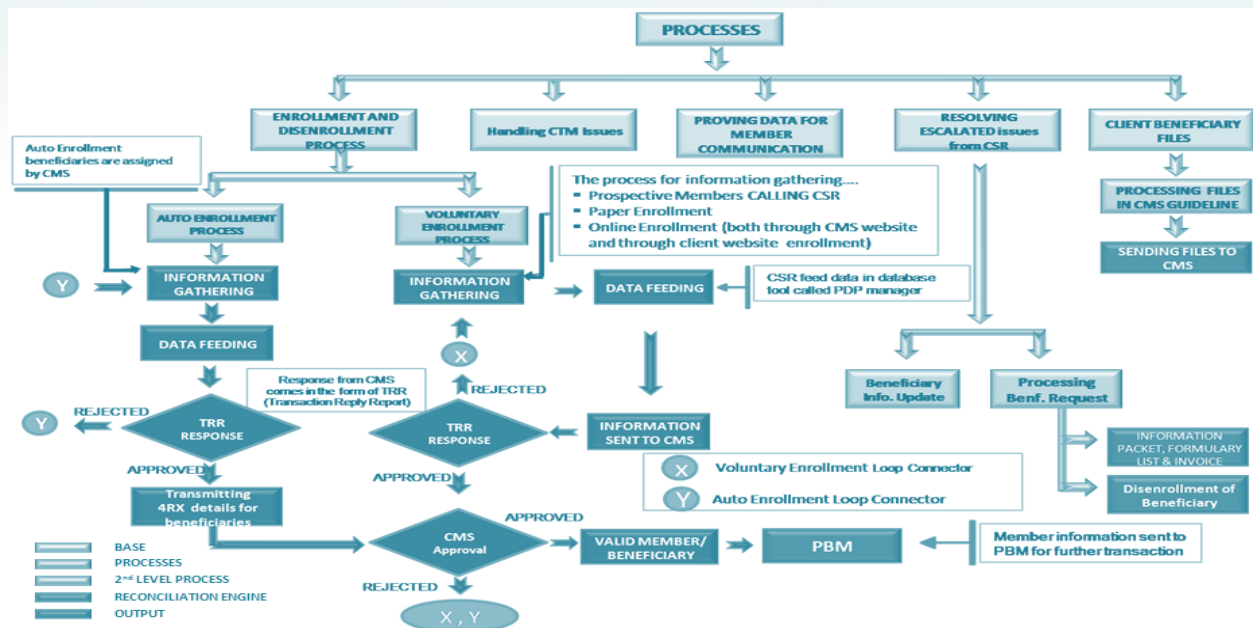 PROCESSES
ENROLLMENT AND
DISENROLLMENT
PROCESS
Handling CTM Issues
PROVING DATA FOR
MEMBER
COMMUNICATION
RESOLVING
ESCALATED issues
from CSR
CLIENT BENEFICIARY
FILES
Auto Enrollment
beneficiaries are assigned
by CMS
The process for information gathering....
▪ Prospective Members CALLING CSR
▪ Paper Enrollment
▪ Online Enrollment (both through CMS website
and through client website enrollment)
PROCESSING FILES
IN CMS GUIDELINE
SENDING FILES TO
CMS
AUTO ENROLLMENT
PROCESS
VOLUNTARY
ENROLLMENT
PROCESS
Y
INFORMATION
GATHERING
INFORMATION
GATHERING
DATA FEEDING
CSR feed data in database
tool called PDP manager
DATA FEEDING
X
REJECTED
Response from CMS
comes in the form of TRR
(Transaction Reply Report)
Beneficiary
Info. Update
Processing
Benf. Request
Y
REJECTED
TRR
RESPONSE
TRR
RESPONSE
INFORMATION
SENT TO CMS
INFORMATION
PACKET, FORMULARY
LIST & INVOICE
Disenrollment of
Beneficiary
X
Voluntary Enrollment Loop Connector
Y
Auto Enrollment Loop Connector
APPROVED
APPROVED
Transmitting
4RX details for
beneficiaries
CMS
Approval
APPROVED
VALID MEMBER/
BENEFICIARY
PBM
Member information sent to
PBM for further transaction
REJECTED
X , Y
BASE
PROCESSES
2nd LEVEL PROCESS
RECONCILIATION ENGINE
OUTPUT